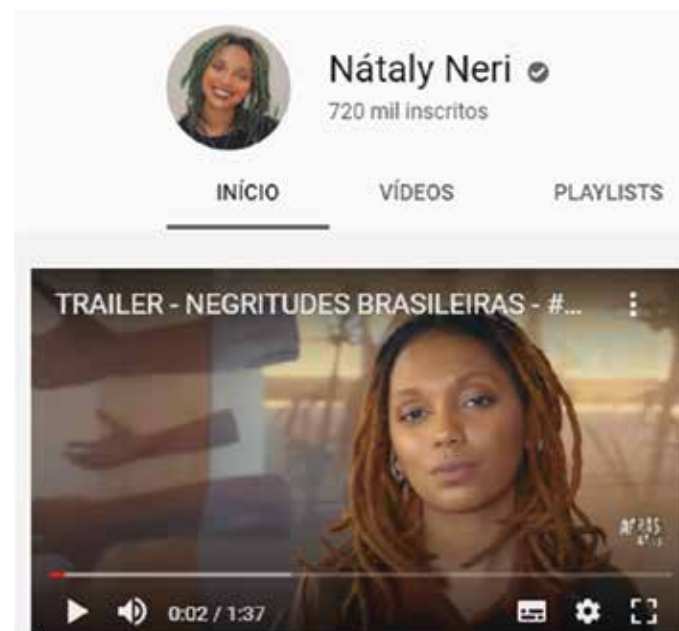 Nátaly Neri
720 mil inscritos
INÍCIO VÍDEOS PLAYLISTS
TRAILER - NEGRITUDES BRASILEIRAS - #...
0:02 / 1:37